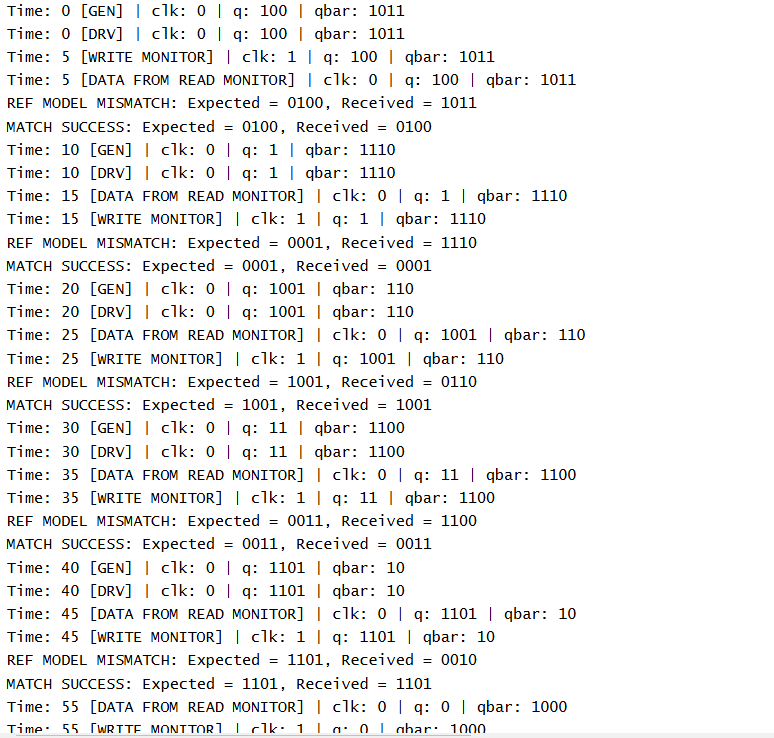 Time: 0 [GEN] | clk: 0 | q: 100 | qbar: 1011
Time: 0 [DRV] | clk: 0 | q: 100 | qbar: 1011
Time: 5 [WRITE MONITOR] | clk: 1 | q: 100 | qbar: 1011
Time: 5 [DATA FROM READ MONITOR] | clk: 0 | q: 100 | qbar: 1011
REF MODEL MISMATCH: Expected = 0100, Received = 1011
MATCH SUCCESS: Expected = 0100, Received = 0100
Time: 10 [GEN] | clk: 0 | q: 1 | qbar: 1110
Time: 10 [DRV] | clk: 0 | q: 1 | qbar: 1110
Time: 15 [DATA FROM READ MONITOR] | clk: 0 | q: 1 | qbar: 1110
Time: 15 [WRITE MONITOR] | clk: 1 | q: 1 | qbar: 1110
REF MODEL MISMATCH: Expected = 0001, Received = 1110
MATCH SUCCESS: Expected = 0001, Received = 0001
Time: 20 [GEN] | clk: 0 | q: 1001 | qbar: 110
Time: 20 [DRV] | clk: 0 | q: 1001 | qbar: 110
Time: 25 [DATA FROM READ MONITOR] | clk: 0 | q: 1001 | qbar: 110
Time: 25 [WRITE MONITOR] | clk: 1 | q: 1001 | qbar: 110
REF MODEL MISMATCH: Expected = 1001, Received = 0110
MATCH SUCCESS: Expected = 1001, Received = 1001
Time: 30 [GEN] | clk: 0 | q: 11 | qbar: 1100
Time: 30 [DRV] | clk: 0 | q: 11 | qbar: 1100
Time: 35 [DATA FROM READ MONITOR] | clk: 0 | q: 11 | qbar: 1100
Time: 35 [WRITE MONITOR] | clk: 1 | q: 11 | qbar: 1100
REF MODEL MISMATCH: Expected = 0011, Received = 1100
MATCH SUCCESS: Expected = 0011, Received = 0011
Time: 40 [GEN] | clk: 0 | q: 1101 | qbar: 10
Time: 40 [DRV] | clk: 0 | q: 1101 | qbar: 10
Time: 45 [DATA FROM READ MONITOR] | clk: 0 | q: 1101 | qbar: 10
Time: 45 [WRITE MONITOR] | clk: 1 | q: 1101 | qbar: 10
REF MODEL MISMATCH: Expected = 1101, Received = 0010
MATCH SUCCESS: Expected = 1101, Received = 1101
Time: 55 [DATA FROM READ MONITOR] | clk: 0 | q: 0 | qbar: 1000
Time: 55 [WRITE MONITOR] | clk: 1 | q: 0 | qbar: 1000